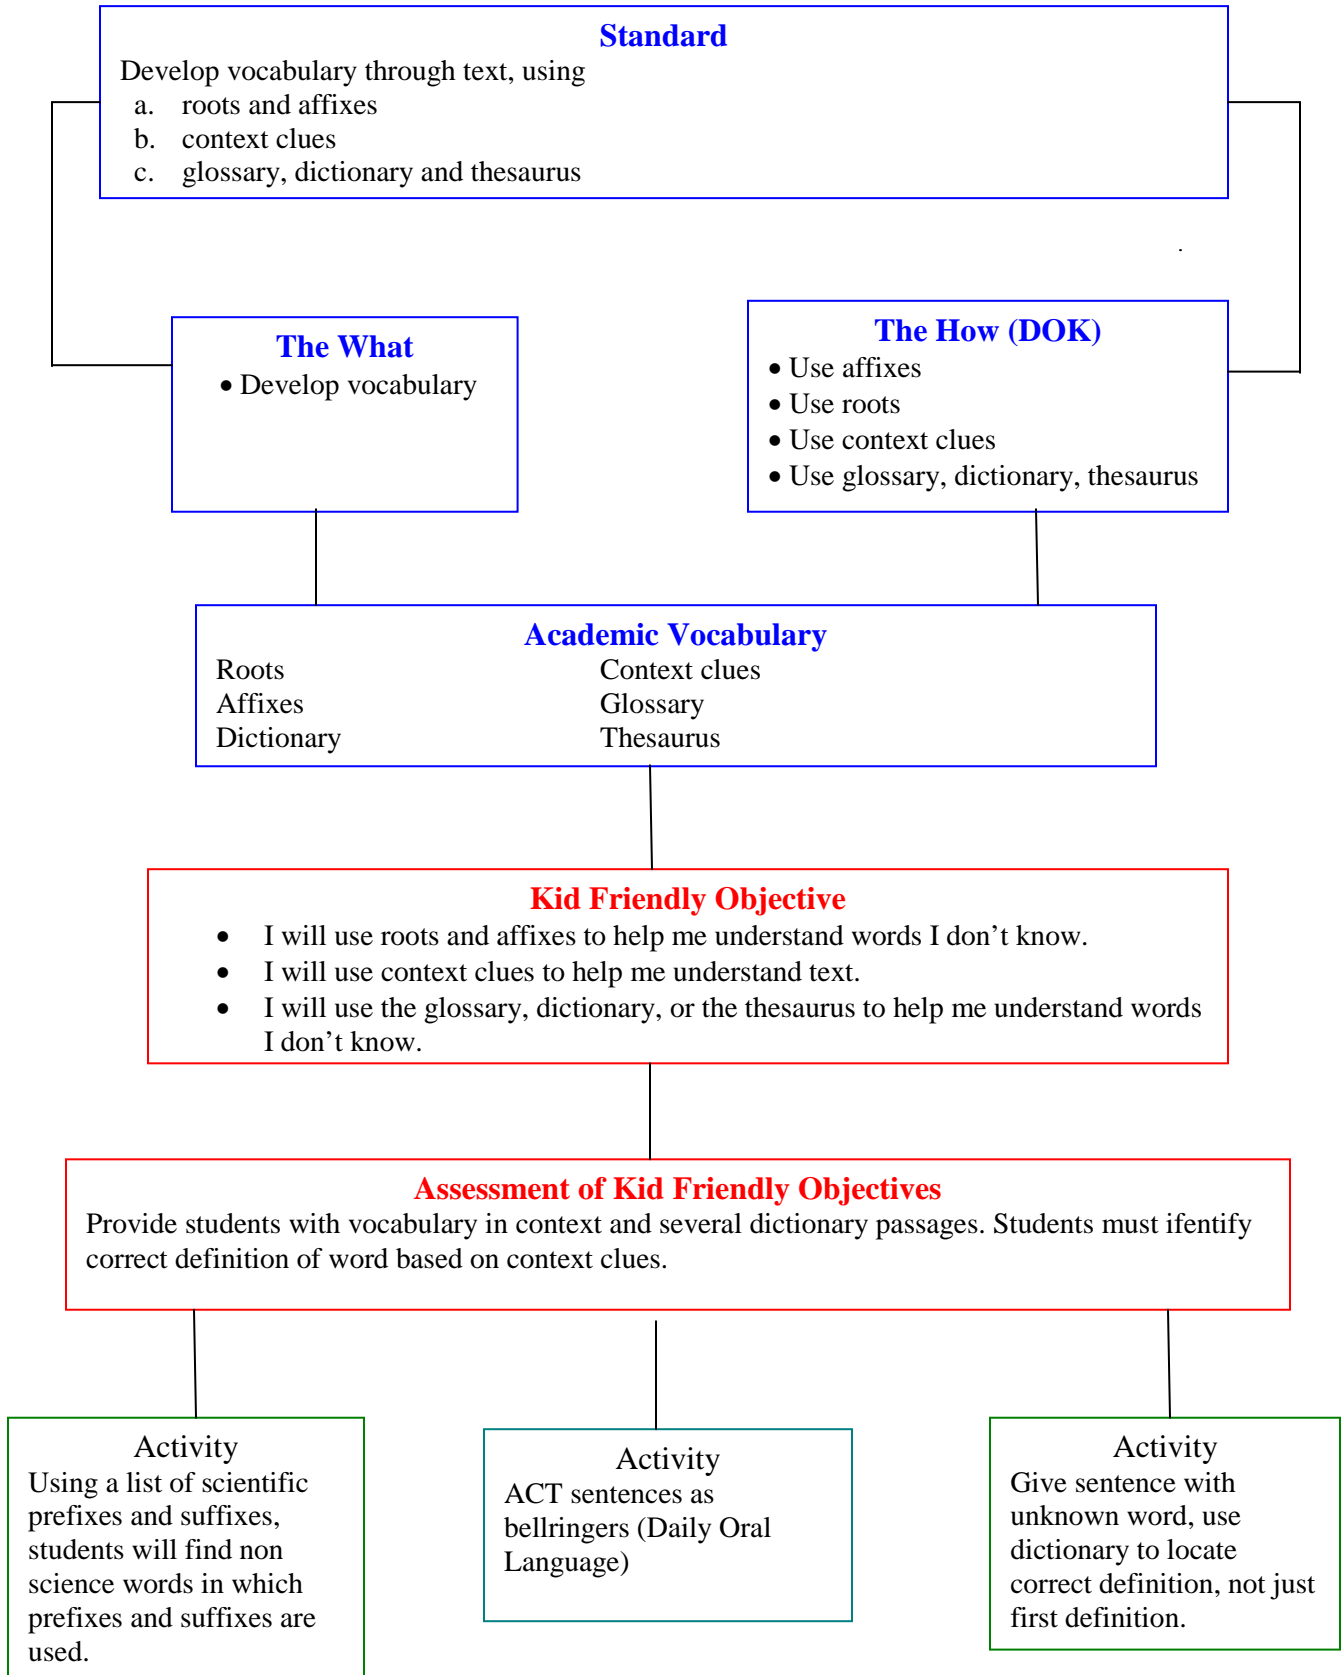 Standard
Develop vocabulary through text, using
a. roots and affixes
b. context clues
c. glossary, dictionary and thesaurus
The What
• Develop vocabulary
The How (DOK)
• Use affixes
• Use roots
• Use context clues
• Use glossary, dictionary, thesaurus
Academic Vocabulary
Roots Context clues
Affixes Glossary
Dictionary Thesaurus
Kid Friendly Objective
• I will use roots and affixes to help me understand words I don’t know.
• I will use context clues to help me understand text.
• I will use the glossary, dictionary, or the thesaurus to help me understand words
I don’t know.
Assessment of Kid Friendly Objectives
Provide students with vocabulary in context and several dictionary passages. Students must ifentify
correct definition of word based on context clues.
Activity
Using a list of scientific
prefixes and suffixes,
students will find non
science words in which
prefixes and suffixes are
used.
Activity
ACT sentences as
bellringers (Daily Oral
Language)
Activity
Give sentence with
unknown word, use
dictionary to locate
correct definition, not just
first definition.